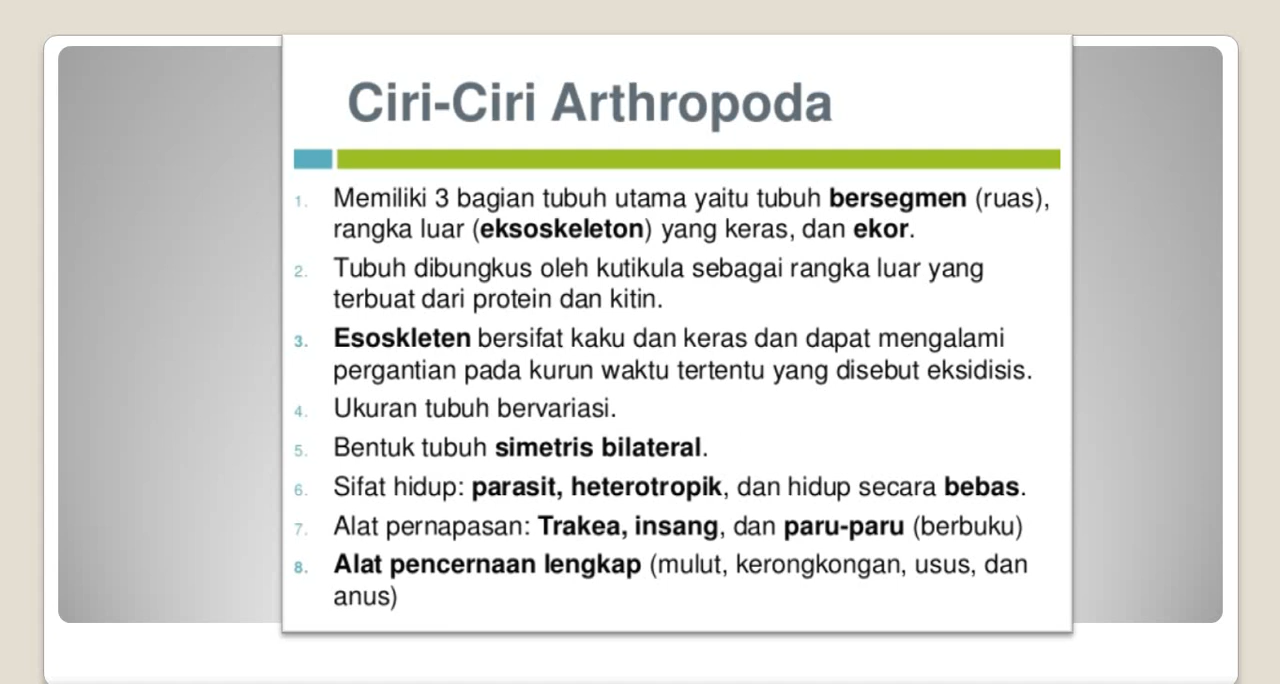 Ciri-Ciri Arthropoda
1. Memiliki 3 bagian tubuh utama yaitu tubuh bersegmen (ruas),
rangka luar (eksoskeleton) yang keras, dan ekor.
2. Tubuh dibungkus oleh kutikula sebagai rangka luar yang
terbuat dari protein dan kitin.
3. Esoskleten bersifat kaku dan keras dan dapat mengalami
pergantian pada kurun waktu tertentu yang disebut eksidisis.
4. Ukuran tubuh bervariasi.
5. Bentuk tubuh simetris bilateral.
6. Sifat hidup: parasit, heterotropik, dan hidup secara bebas.
7. Alat pernapasan: Trakea, insang, dan paru-paru (berbuku)
8. Alat pencernaan lengkap (mulut, kerongkongan, usus, dan
anus)